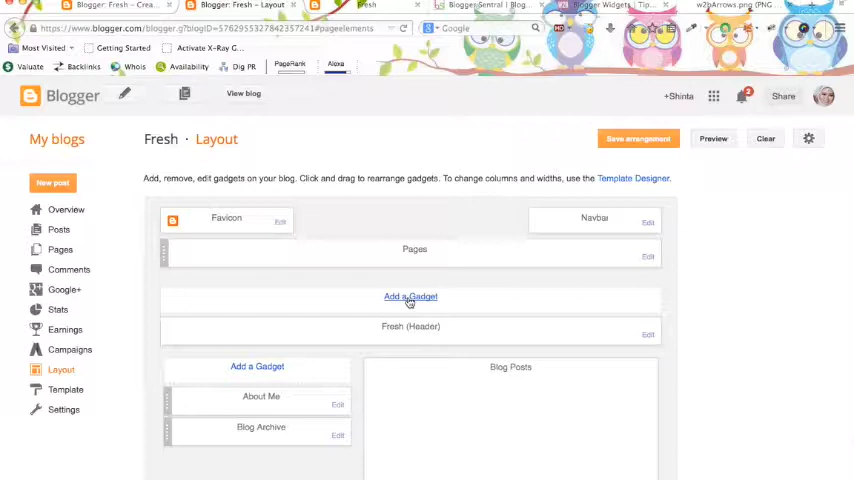 Blogger: Fresh - Crea...
Blogger: Fresh - Layout
Fresh
Blogger Sentral | Blog...
Blogger Widgets | Tip...
w2bArrows.png (PNG ...
https://www.blogger.com/blogger.g?blogID=5762955327842357241#pageelements
Google
Most Visited
Getting Started
Activate X-Ray G...
Valuate
Backlinks
Whois
Availability
Dig PR
PageRank
Alexa
Blogger
View blog
+Shinta
2
Share
My blogs
Fresh · Layout
Save arrangement
Preview
Clear
New post
Add, remove, edit gadgets on your blog. Click and drag to rearrange gadgets. To change columns and widths, use the Template Designer.
Overview
Posts
Pages
Comments
Google+
Stats
Earnings
Campaigns
Layout
Template
Settings
Favicon
Edit
Navbar
Edit
Pages
Edit
Add a Gadget
Fresh (Header)
Edit
Add a Gadget
About Me
Edit
Blog Archive
Edit
Blog Posts